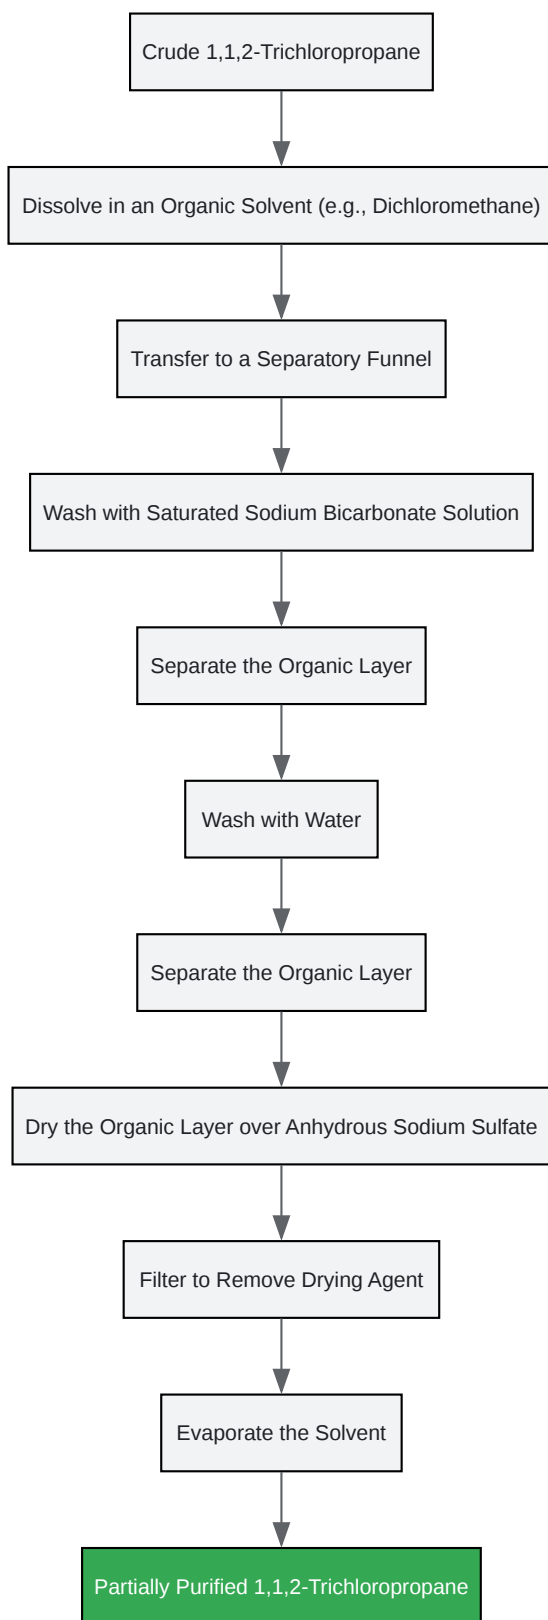 Crude 1,1,2-Trichloropropane
Dissolve in an Organic Solvent (e.g., Dichloromethane)
Transfer to a Separatory Funnel
Wash with Saturated Sodium Bicarbonate Solution
Separate the Organic Layer
Wash with Water
Separate the Organic Layer
Dry the Organic Layer over Anhydrous Sodium Sulfate
Filter to Remove Drying Agent
Evaporate the Solvent
Partially Purified 1,1,2-Trichloropropane